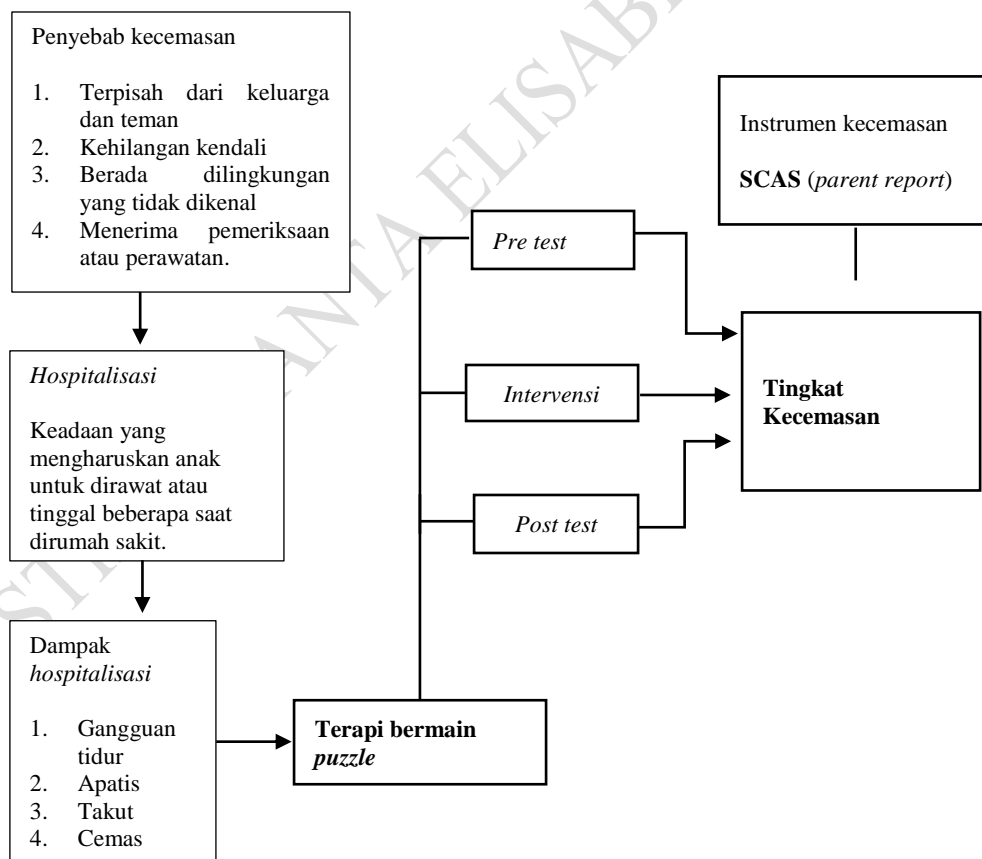 Penyebab kecemasan
1. Terpisah dari keluarga
dan teman
2. Kehilangan kendali
3. Berada dilingkungan
yang tidak dikenal
4. Menerima pemeriksaan
atau perawatan.
Hospitalisasi
Keadaan yang
mengharuskan anak
untuk dirawat atau
tinggal beberapa saat
dirumah sakit.
Dampak
hospitalisasi
1. Gangguan
tidur
2. Apatis
3. Takut
4. Cemas
Terapi bermain
puzzle
Pre test
Intervensi
Post test
Instrumen kecemasan
SCAS (parent report)
Tingkat
Kecemasan